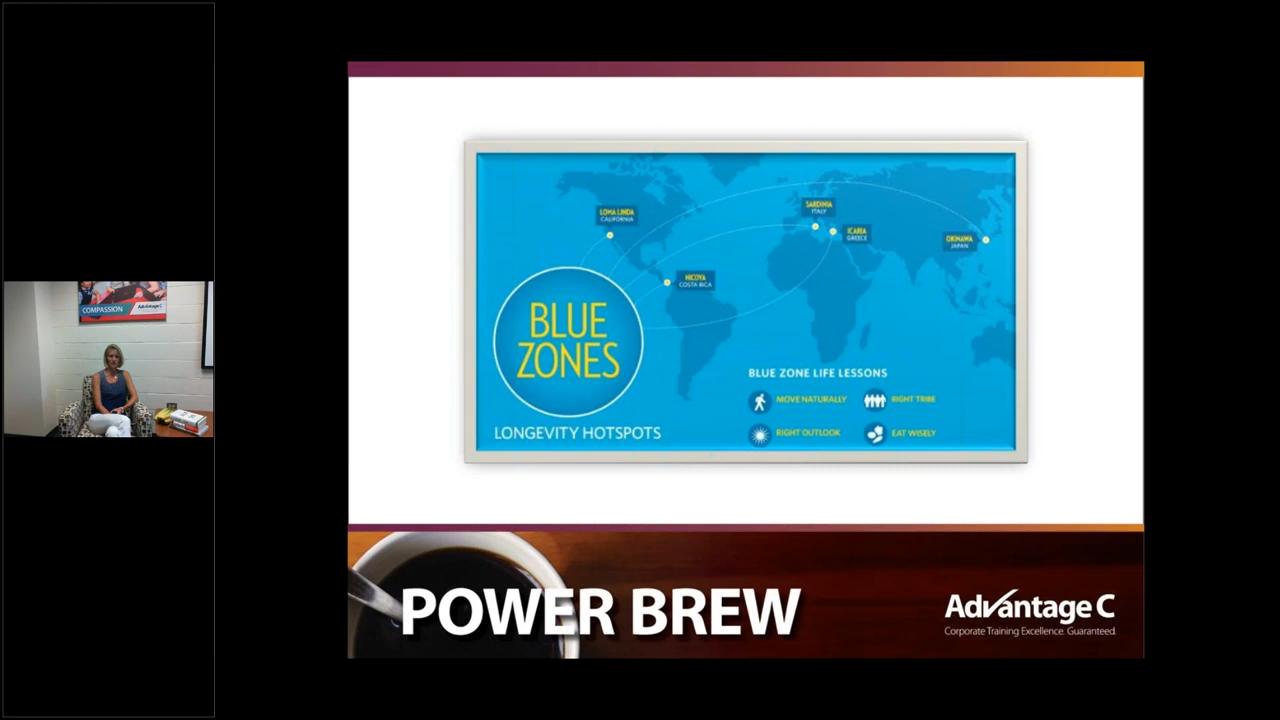 COMPASSION
Advantage C
LOMA LINDA
CALIFORNIA
SARDINIA
ITALY
ICARIA
GREECE
OKINAWA
JAPAN
NICOYA
COSTA RICA
BLUE
ZONES
LONGEVITY HOTSPOTS
BLUE ZONE LIFE LESSONS
MOVE NATURALLY
RIGHT TRIBE
RIGHT OUTLOOK
EAT WISELY
POWER BREW
Advantage C
Corporate Training Excellence. Guaranteed.